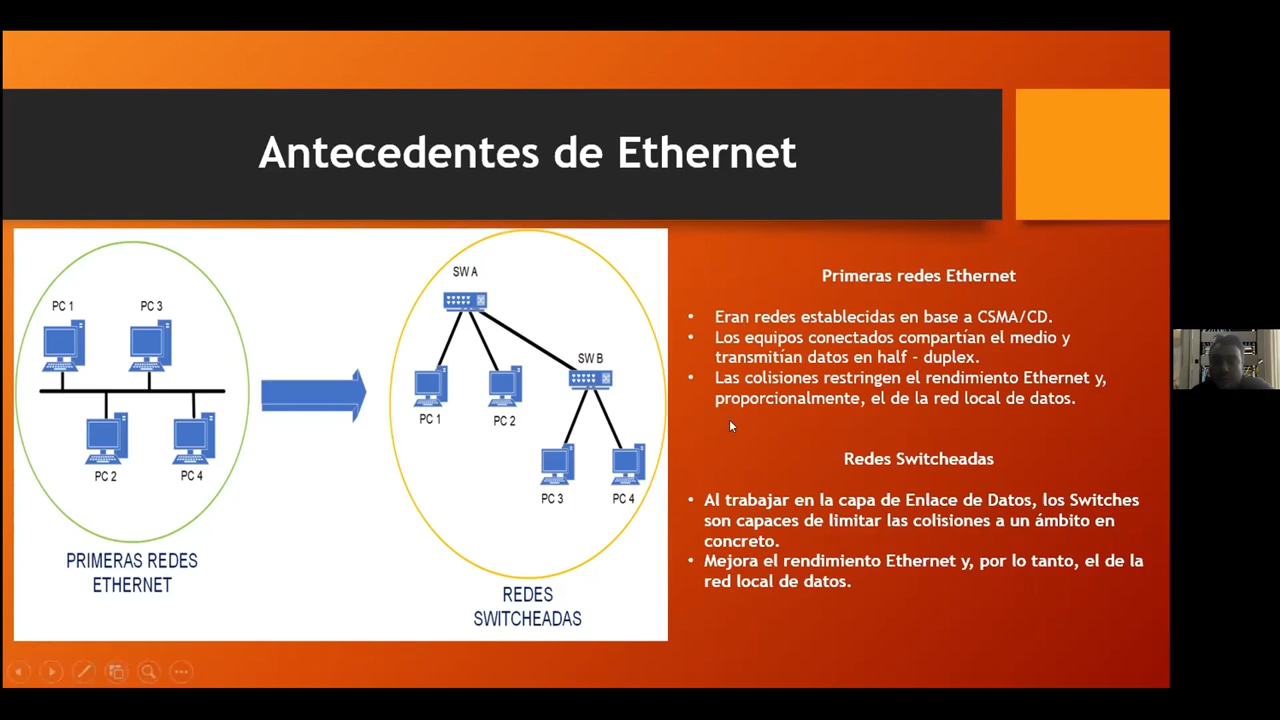 Antecedentes de Ethernet
PC 1
PC 3
PC 2
PC 4
PRIMERAS REDES
ETHERNET
SW A
SW B
PC 1
PC 2
PC 3
PC 4
REDES
SWITCHEADAS
Primeras redes Ethernet
• Eran redes establecidas en base a CSMA/CD.
• Los equipos conectados compartían el medio y
transmitían datos en half - duplex.
• Las colisiones restringen el rendimiento Ethernet y,
proporcionalmente, el de la red local de datos.
Redes Switcheadas
• Al trabajar en la capa de Enlace de Datos, los Switches
son capaces de limitar las colisiones a un ámbito en
concreto.
• Mejora el rendimiento Ethernet y, por lo tanto, el de la
red local de datos.